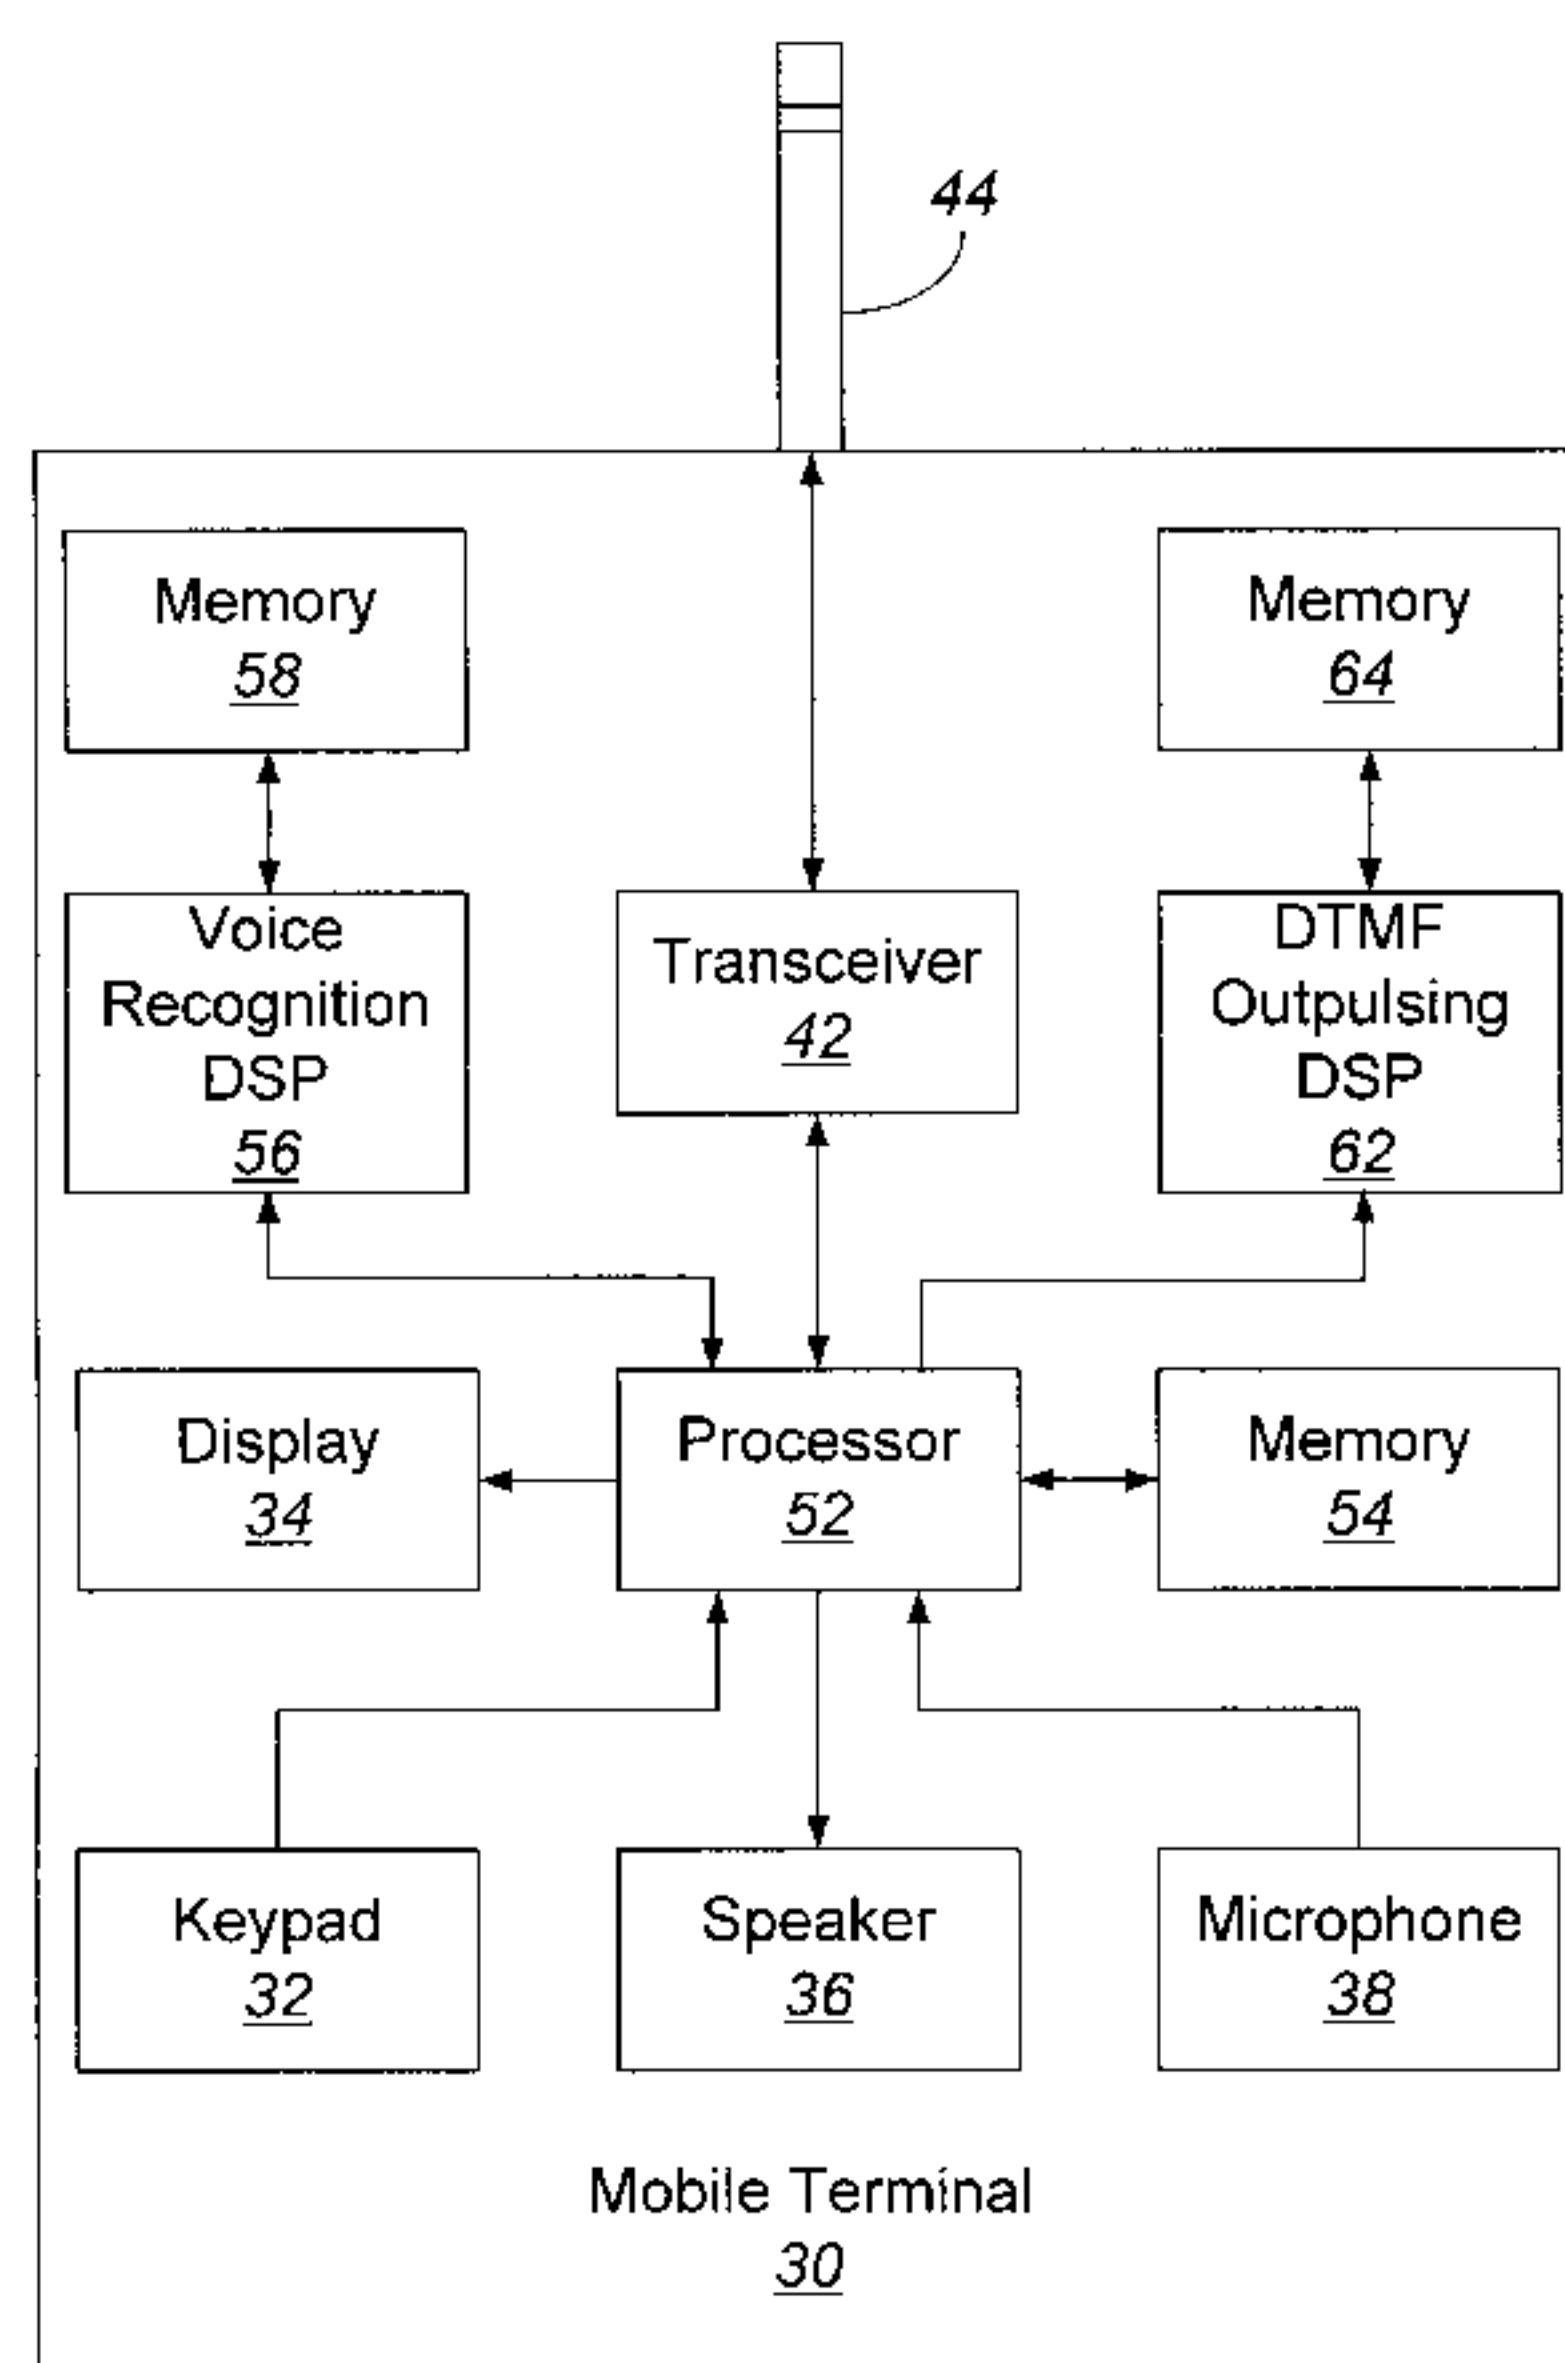 44
Memory
58
Memory
64
Voice
Recognition
DSP
56
Transceiver
42
DTMF
Outpulsing
DSP
62
Display
34
Processor
52
Memory
54
Keypad
32
Speaker
36
Microphone
38
Mobile Terminal
30